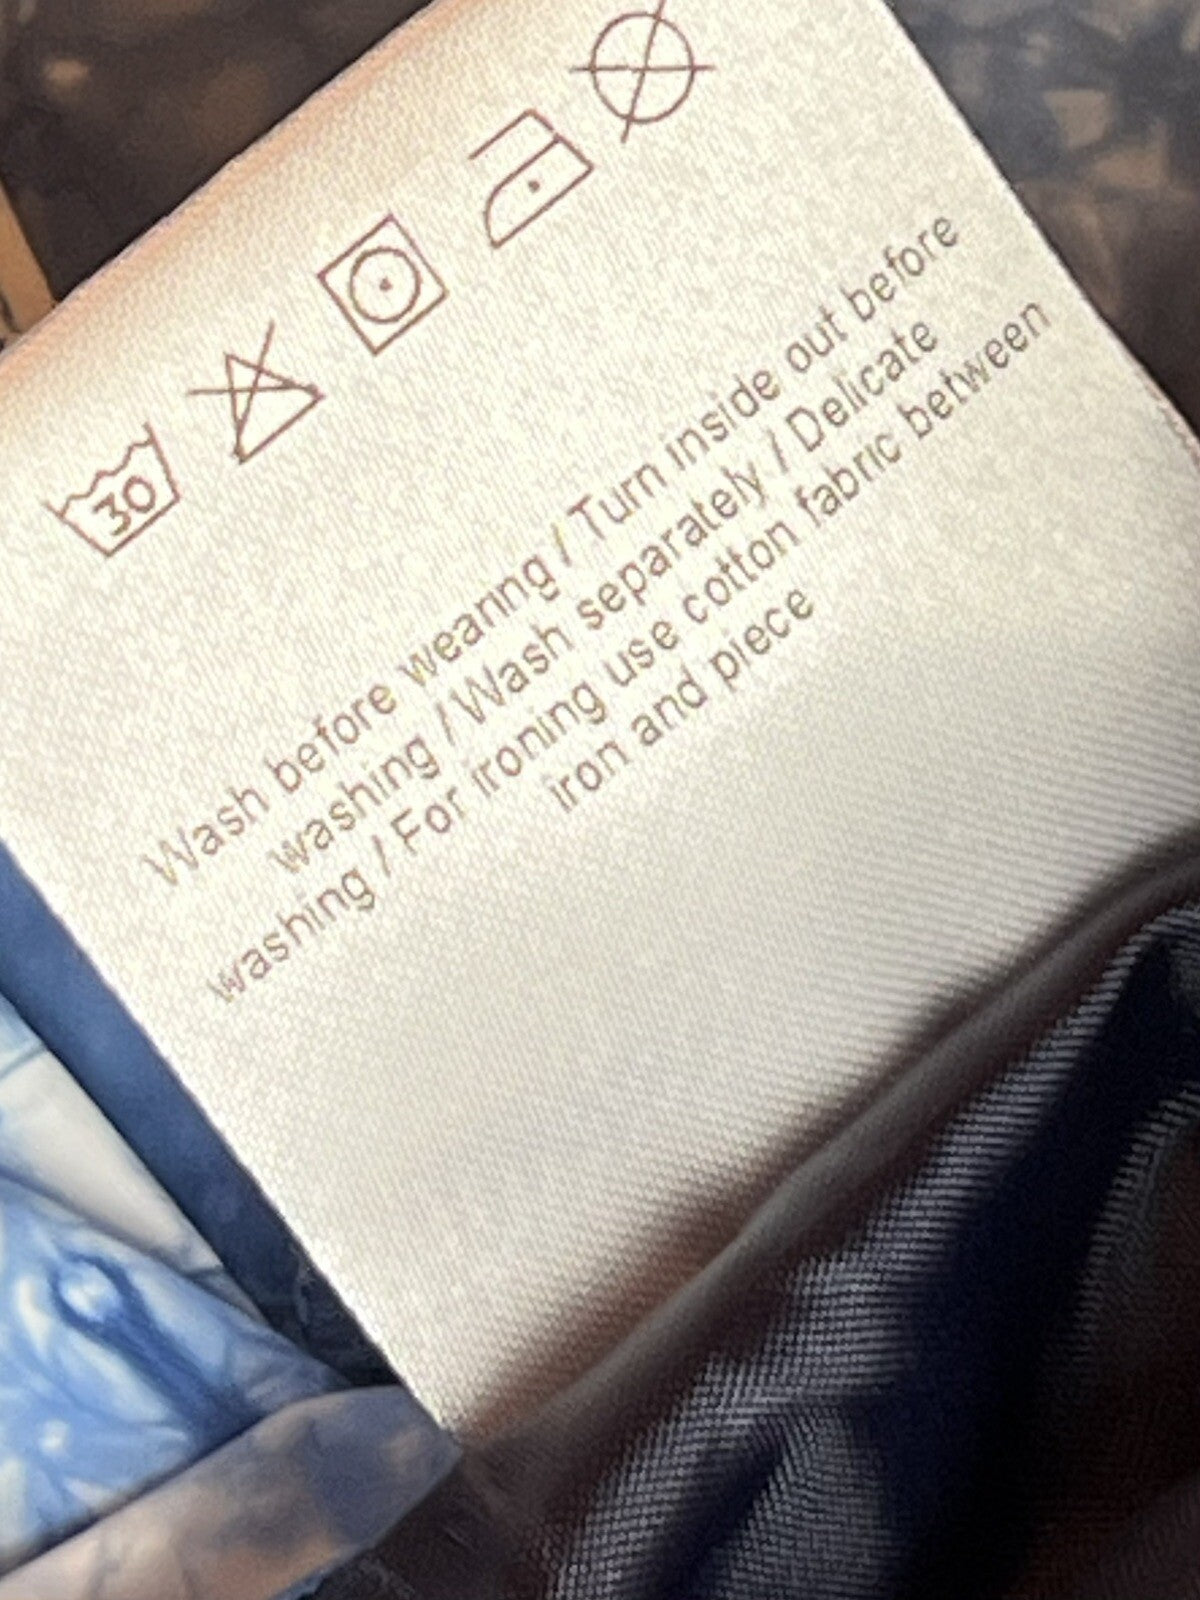 30
Wash before wearing / Turn inside out before
washing / Wash separately / Delicate
washing / For ironing use cotton fabric between
iron and piece